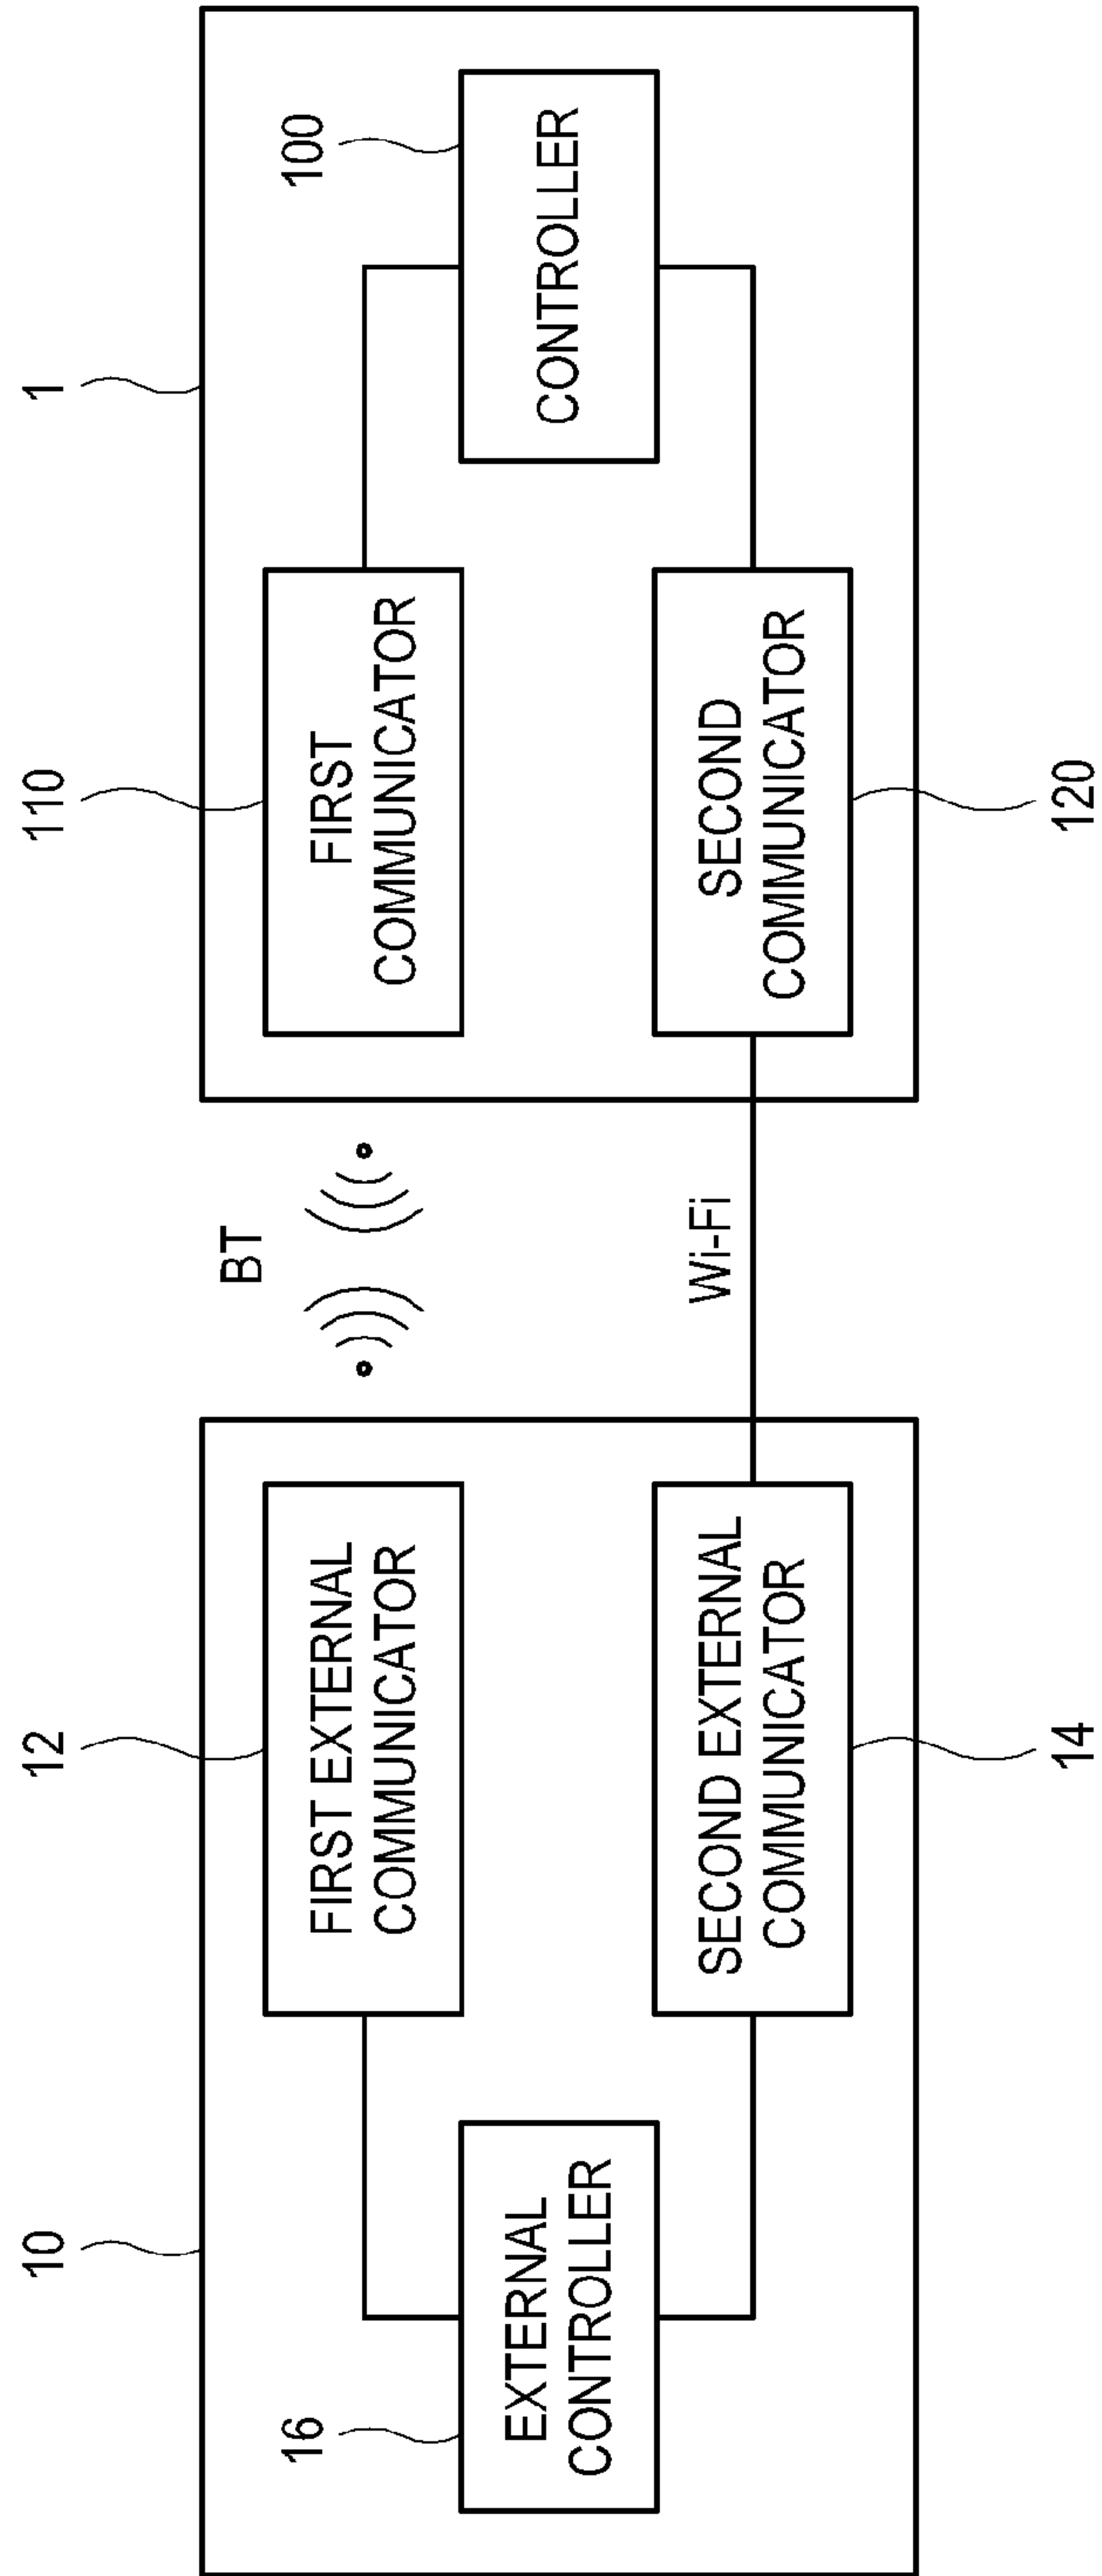 10
12
110
1
16
100
EXTERNAL
CONTROLLER
FIRST EXTERNAL
COMMUNICATOR
BT
FIRST
COMMUNICATOR
CONTROLLER
SECOND EXTERNAL
COMMUNICATOR
Wi-Fi
SECOND
COMMUNICATOR
14
120